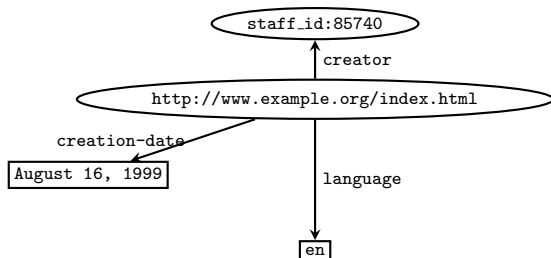 staff_id:85740
creator
http://www.example.org/index.html
creation-date
August 16, 1999
language
en